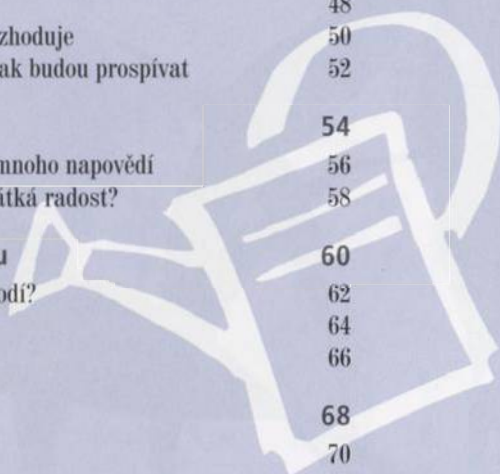 48
zhoduje 50
ak budou prospívat 52
54
mnoho napovědí 56
átká radost? 58
u 60
odí? 62
64
66
68
70